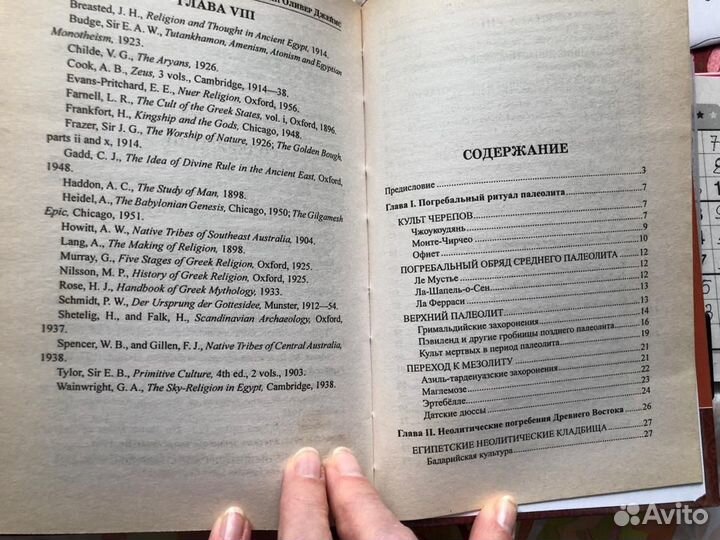 Оливер Джеймс
ГЛАВА VIII
Breasted, J. H., Religion and Thought in Ancient Egypt, 1914.
Budge, Sir E. A. W., Tutankhamon, Amenism, Atonism and Egyptian
Monotheism, 1923.
Childe, V. G., The Aryans, 1926.
Cook, A. B., Zeus, 3 vols., Cambridge, 1914—38.
Evans-Pritchard, E. E., Nuer Religion, Oxford, 1956.
Farnell, L. R., The Cult of the Greek States, vol. i, Oxford, 1896.
Frankfort, H., Kingship and the Gods, Chicago, 1948.
Frazer, Sir J. G., The Worship of Nature, 1926; The Golden Bough,
parts ii and x, 1914.
Gadd, C. J., The Idea of Divine Rule in the Ancient East, Oxford,
1948.
Haddon, A. C., The Study of Man, 1898.
Heidel, A., The Babylonian Genesis, Chicago, 1950; The Gilgamesh
Epic, Chicago, 1951.
Howitt, A. W., Native Tribes of Southeast Australia, 1904.
Lang, A., The Making of Religion, 1898.
Murray, G., Five Stages of Greek Religion, Oxford, 1925.
Nilsson, M. P., History of Greek Religion, Oxford, 1925.
Rose, H. J., Handbook of Greek Mythology, 1933.
Schmidt, P. W., Der Ursprung der Gottesidee, Munster, 1912—54.
Shetelig, H., and Falk, H., Scandinavian Archaeology, Oxford,
1937.
Spencer, W. B., and Gillen, F. J., Native Tribes of Central Australia,
1938.
Tylor, Sir E. B., Primitive Culture, 4th ed., 2 vols., 1903.
Wainwright, G. A., The Sky-Religion in Egypt, Cambridge, 1938.
СОДЕРЖАНИЕ
Предисловие 3
Глава I. Погребальный ритуал палеолита 7
КУЛЬТ ЧЕРЕПОВ 7
Чжоукоудянь 7
Монте-Чирчео 9
Офнет 10
ПОГРЕБАЛЬНЫЙ ОБРЯД СРЕДНЕГО ПАЛЕОЛИТА 12
Ле Мустье 12
Ла-Шапель-о-Сен 12
Ла Ферраси 13
ВЕРХНИЙ ПАЛЕОЛИТ 13
Гримальдийские захоронения 14
Пэвиленд и другие гробницы позднего палеолита 16
Культ мертвых в период палеолита 19
ПЕРЕХОД К МЕЗОЛИТУ 21
Азиль-тарденуазские захоронения 21
Маглемозе 22
Эртебёлле 23
Датские дюссы 24
Глава II. Неолитические погребения Древнего Востока 26
ЕГИПЕТСКИЕ НЕОЛИТИЧЕСКИЕ КЛАДБИЩА 27
Бадарийская культура 27
Avito